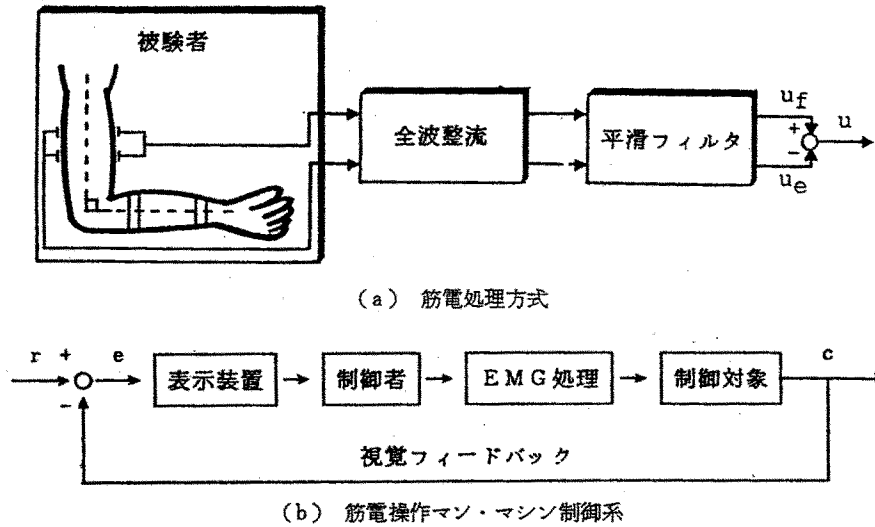 被験者
全波整流
平滑フィルタ
uf
+
-
u
ue
(a) 筋電処理方式
r
+
e
-
表示装置
制御者
EMG処理
制御対象
c
視覚フィードバック
(b) 筋電操作マン・マシン制御系